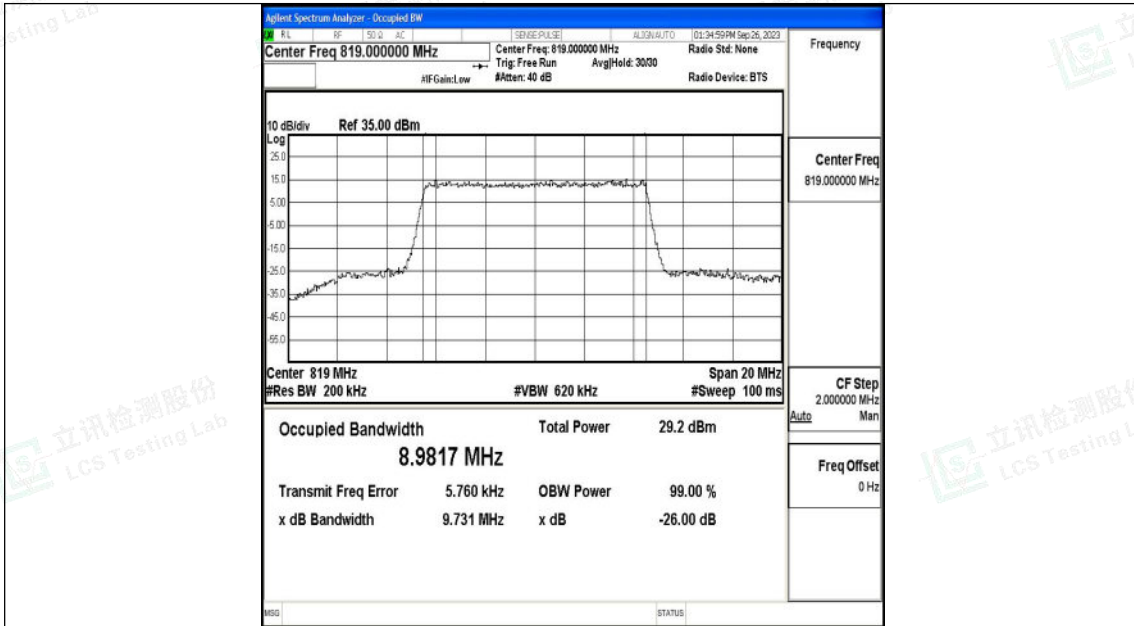 Agilent Spectrum Analyzer - Occupied BW
RL RF 50 Ω AC SENSE:PULSE ALIGN AUTO 01:34:59 PM Sep 26, 2023
Center Freq 819.000000 MHz
Center Freq: 819.000000 MHz
Radio Std: None
Trig: Free Run Avg|Hold: 30/30
#IFGain:Low #Atten: 40 dB Radio Device: BTS
Frequency
10 dB/div Ref 35.00 dBm
Log
25.0
15.0
5.00
-5.00
-15.0
-25.0
-35.0
-45.0
-55.0
Center 819 MHz Span 20 MHz
#Res BW 200 kHz #VBW 620 kHz #Sweep 100 ms
Occupied Bandwidth Total Power 29.2 dBm
8.9817 MHz
Transmit Freq Error 5.760 kHz OBW Power 99.00 %
x dB Bandwidth 9.731 MHz x dB -26.00 dB
Center Freq
819.000000 MHz
CF Step
2.000000 MHz
Auto Man
Freq Offset
0 Hz
MSG STATUS
立讯检测股份
LCS Testing Lab
立讯检测股份
LCS Testing L
sting Lab